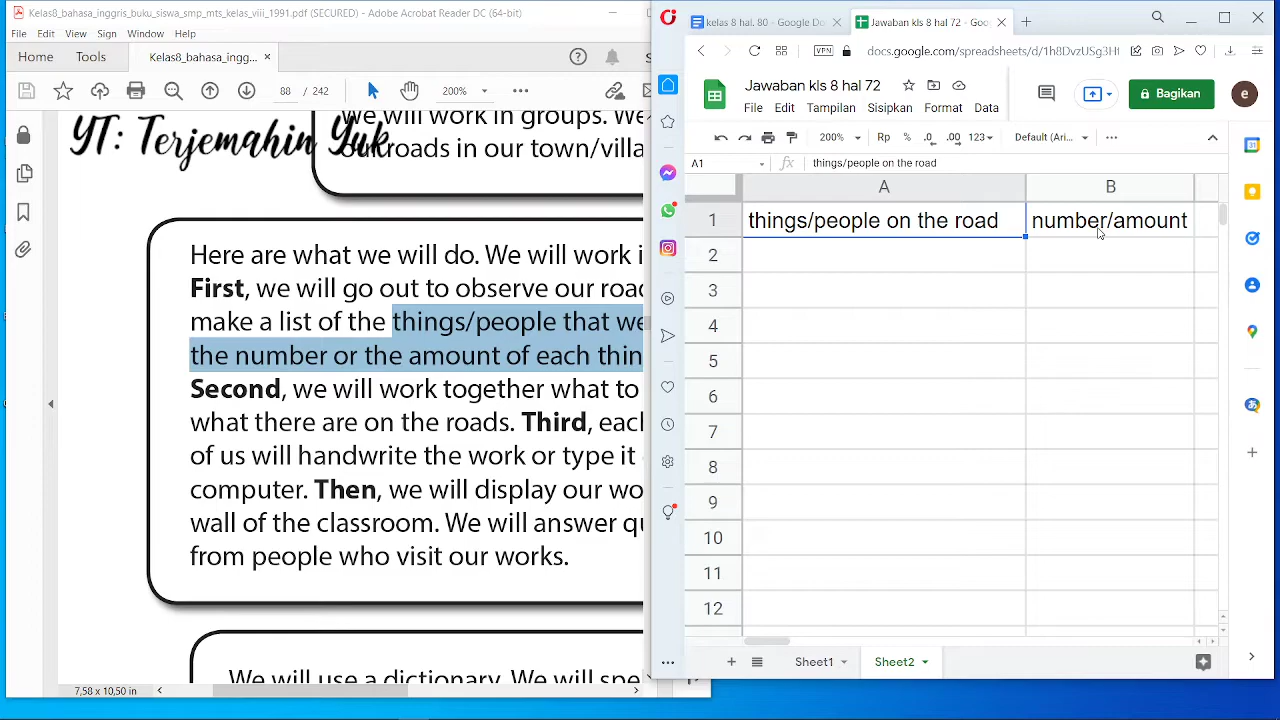 kelas8_bahasa_inggris_buku_siswa_smp_mts_kelas_viii_1991.pdf (SECURED) - Adobe Acrobat Reader DC (64-bit)
File Edit View Sign Window Help
Home Tools Kelas8_bahasa_ingg... ×
88 / 242 200%
YT: Terjemahin Yuk
we will work in groups. We
our roads in our town/villa
Here are what we will do. We will work i
First, we will go out to observe our road
make a list of the things/people that we
the number or the amount of each thin
Second, we will work together what to
what there are on the roads. Third, each
of us will handwrite the work or type it
computer. Then, we will display our wo
wall of the classroom. We will answer qu
from people who visit our works.
We will use a dictionary. We will spe
7,58 x 10,50 in
kelas 8 hal. 80 - Google Do
Jawaban kls 8 hal 72 - Goo
VPN docs.google.com/spreadsheets/d/1h8DvzUSg3H
Jawaban kls 8 hal 72
File Edit Tampilan Sisipkan Format Data
Bagikan
e
200% Rp % .0 .00 123 Default (Ari...
A1 fx things/people on the road
A B
1 things/people on the road number/amount
2
3
4
5
6
7
8
9
10
11
12
Sheet1 Sheet2